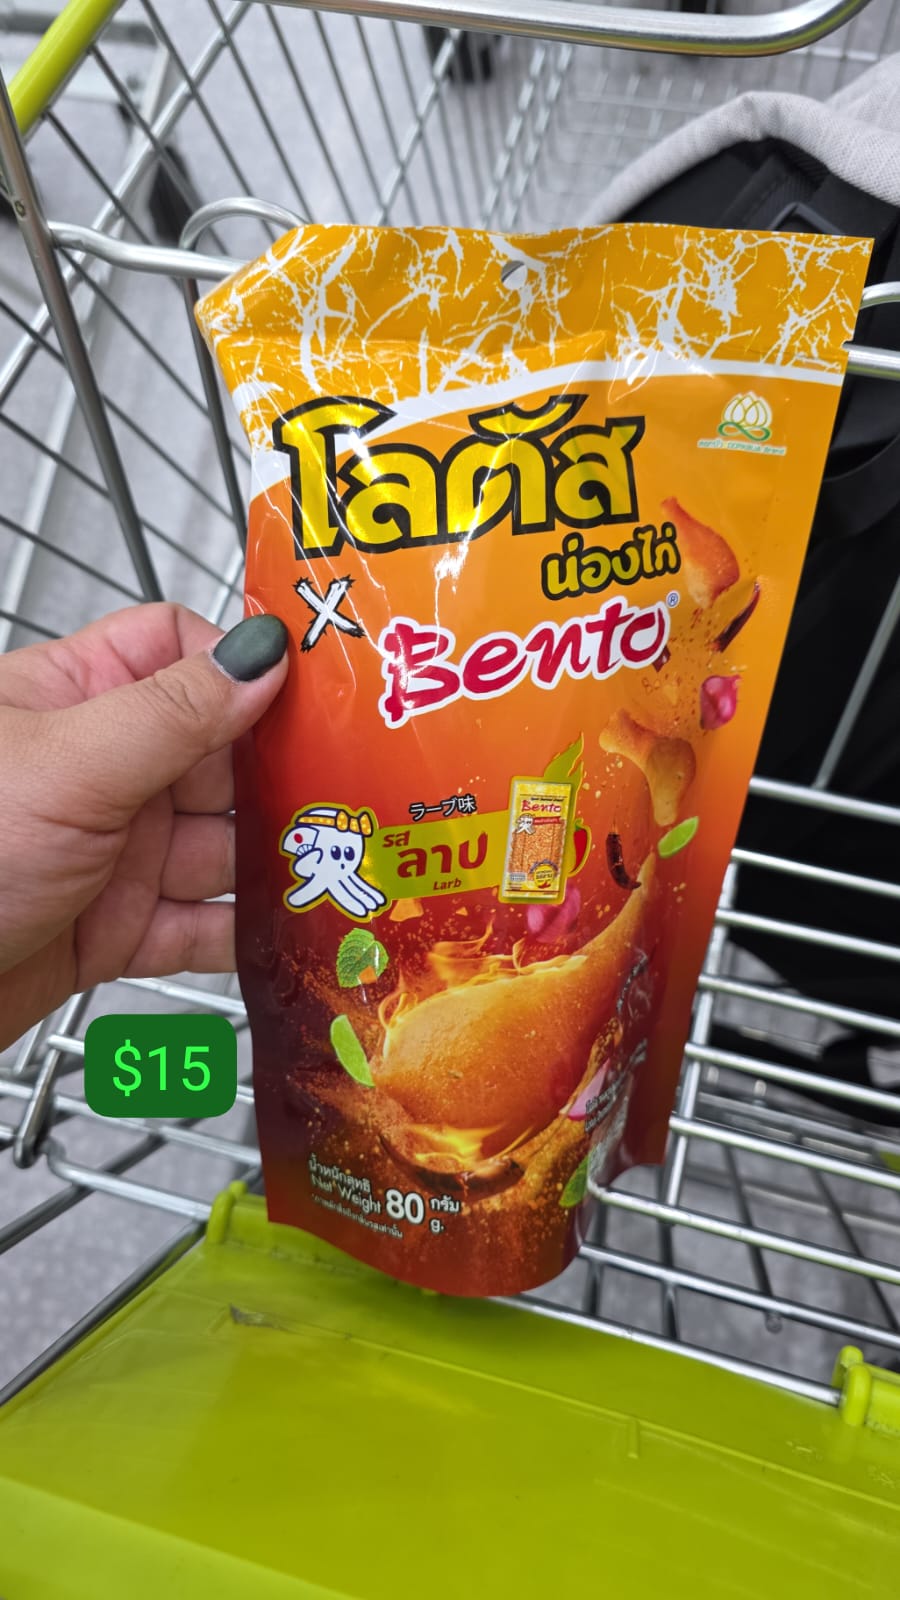 โลตัส
น่องไก่
X
Bento®
ラーブ味
รส
ลาบ
Larb
Bento
$15
น้ำหนักสุทธิ
Net Weight 80 กรัม
g.